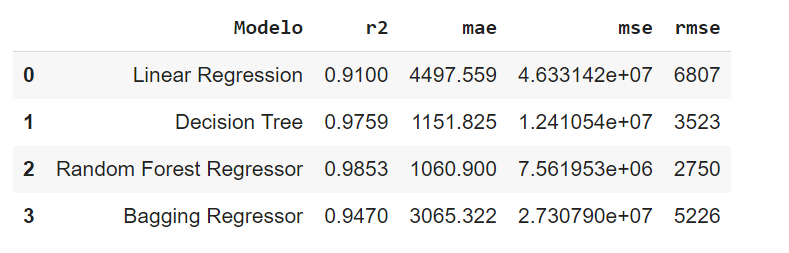 Modelo r2 mae mse rmse
0 Linear Regression 0.9100 4497.559 4.633142e+07 6807
1 Decision Tree 0.9759 1151.825 1.241054e+07 3523
2 Random Forest Regressor 0.9853 1060.900 7.561953e+06 2750
3 Bagging Regressor 0.9470 3065.322 2.730790e+07 5226